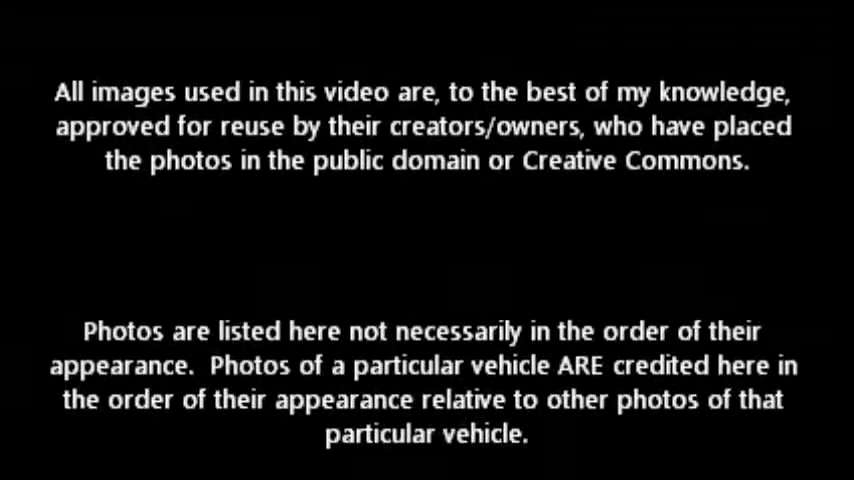 All images used in this video are, to the best of my knowledge,
approved for reuse by their creators/owners, who have placed
the photos in the public domain or Creative Commons.
Photos are listed here not necessarily in the order of their
appearance.  Photos of a particular vehicle ARE credited here in
the order of their appearance relative to other photos of that
particular vehicle.